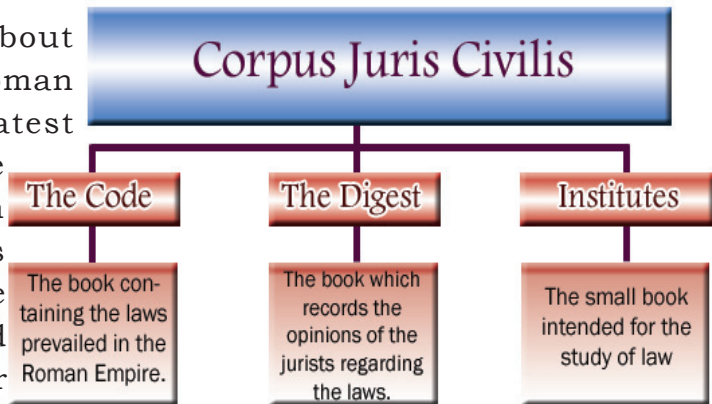 bout
oman
atest
e
s
e
d
r
Corpus Juris Civilis
The Code
The book con-
taining the laws
prevailed in the
Roman Empire.
The Digest
The book which
records the
opinions of the
jurists regarding
the laws.
Institutes
The small book
intended for the
study of law